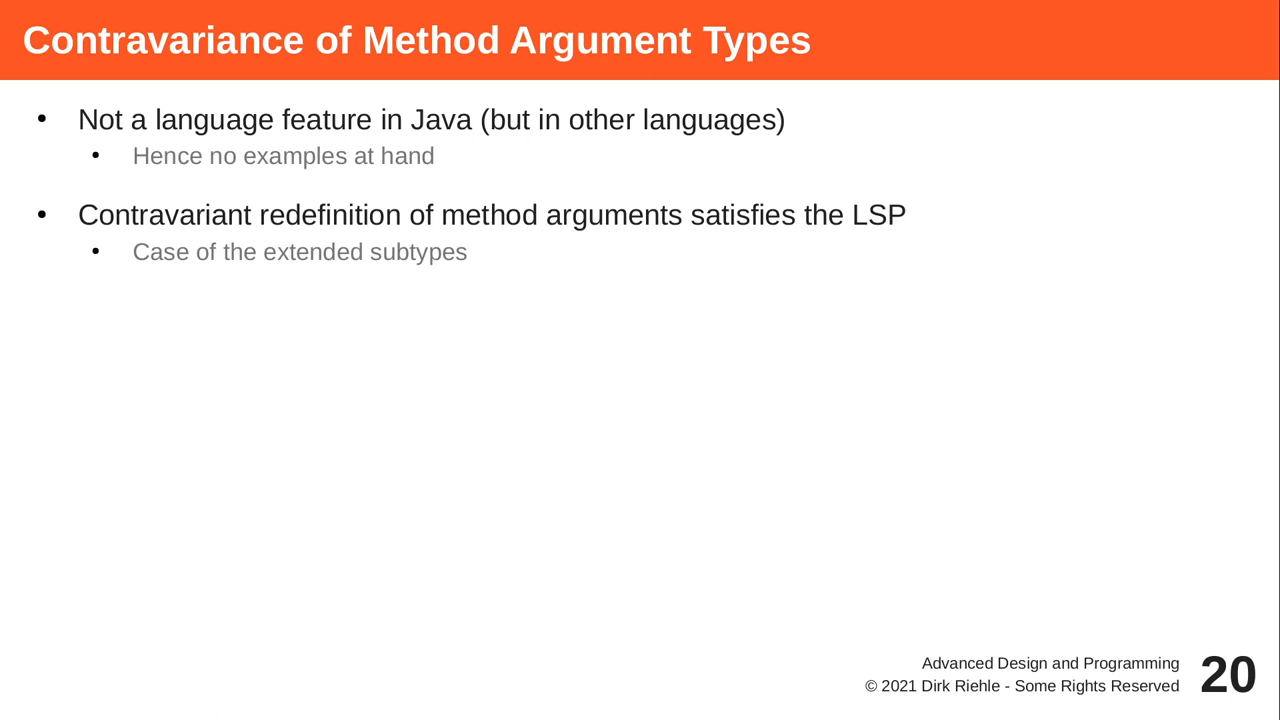 Contravariance of Method Argument Types
• Not a language feature in Java (but in other languages)
• Hence no examples at hand
• Contravariant redefinition of method arguments satisfies the LSP
• Case of the extended subtypes
Advanced Design and Programming
© 2021 Dirk Riehle - Some Rights Reserved
20